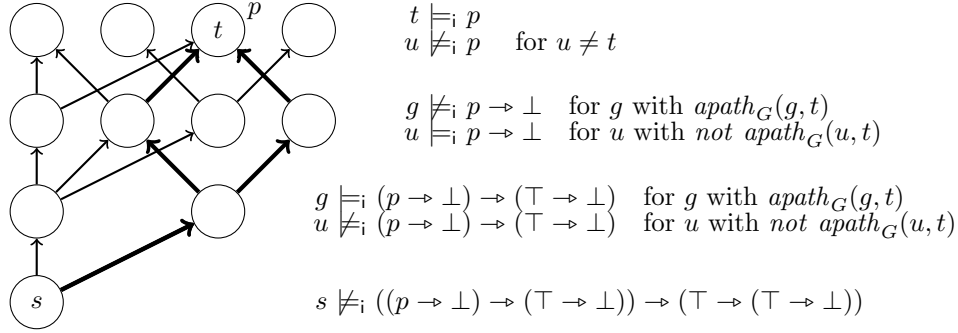 t p
t ⊨ᵢ p
u ⊭ᵢ p for u ≠ t
g ⊭ᵢ p ⇾ ⊥ for g with apath_G(g, t)
u ⊨ᵢ p ⇾ ⊥ for u with not apath_G(u, t)
g ⊨ᵢ (p ⇾ ⊥) ⇾ (⊤ ⇾ ⊥) for g with apath_G(g, t)
u ⊭ᵢ (p ⇾ ⊥) ⇾ (⊤ ⇾ ⊥) for u with not apath_G(u, t)
s
s ⊭ᵢ ((p ⇾ ⊥) ⇾ (⊤ ⇾ ⊥)) ⇾ (⊤ ⇾ (⊤ ⇾ ⊥))